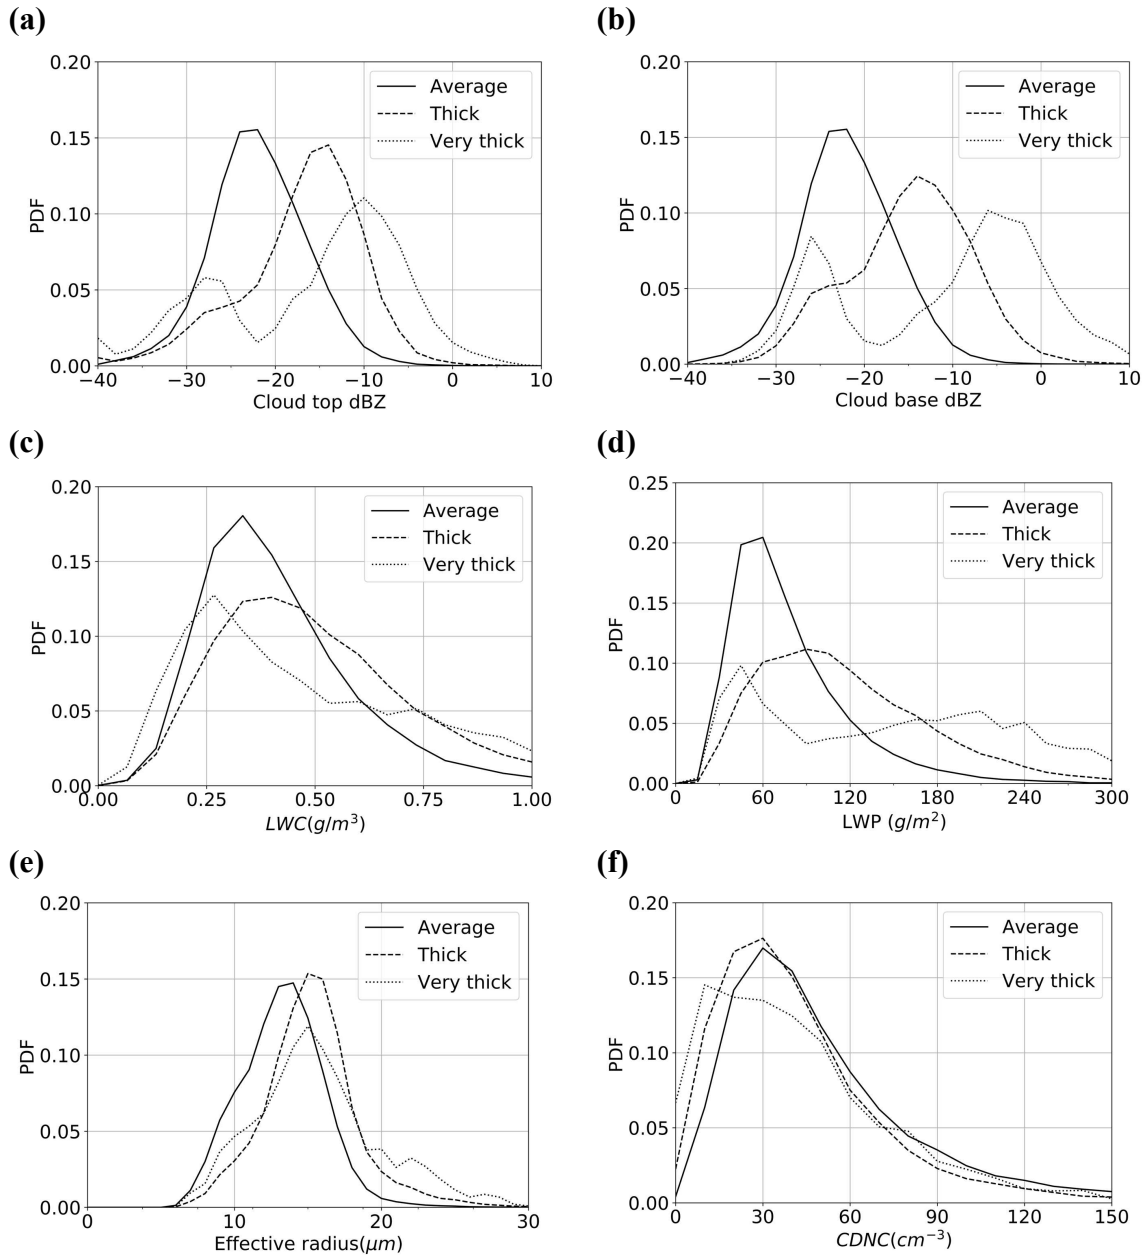 (a)
0.20
0.15
0.10
0.05
0.00
PDF
−40 −30 −20 −10 0 10
Cloud top dBZ
Average
Thick
Very thick
(b)
0.20
0.15
0.10
0.05
0.00
PDF
−40 −30 −20 −10 0 10
Cloud base dBZ
Average
Thick
Very thick
(c)
0.20
0.15
0.10
0.05
0.00
PDF
0.00 0.25 0.50 0.75 1.00
LWC(g/m³)
Average
Thick
Very thick
(d)
0.25
0.20
0.15
0.10
0.05
0.00
PDF
0 60 120 180 240 300
LWP (g/m²)
Average
Thick
Very thick
(e)
0.20
0.15
0.10
0.05
0.00
PDF
0 10 20 30
Effective radius(μm)
Average
Thick
Very thick
(f)
0.20
0.15
0.10
0.05
0.00
PDF
0 30 60 90 120 150
CDNC(cm⁻³)
Average
Thick
Very thick